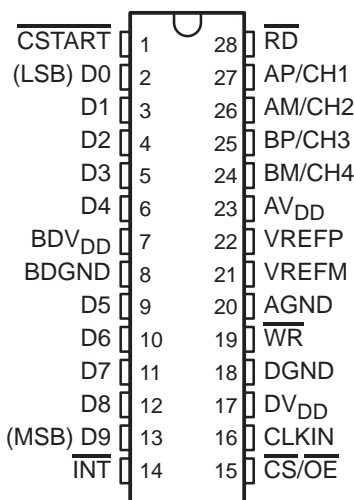 CSTART 1 28 RD
(LSB) D0 2 27 AP/CH1
D1 3 26 AM/CH2
D2 4 25 BP/CH3
D3 5 24 BM/CH4
D4 6 23 AVDD
BDVDD 7 22 VREFP
BDGND 8 21 VREFM
D5 9 20 AGND
D6 10 19 WR
D7 11 18 DGND
D8 12 17 DVDD
(MSB) D9 13 16 CLKIN
INT 14 15 CS/OE